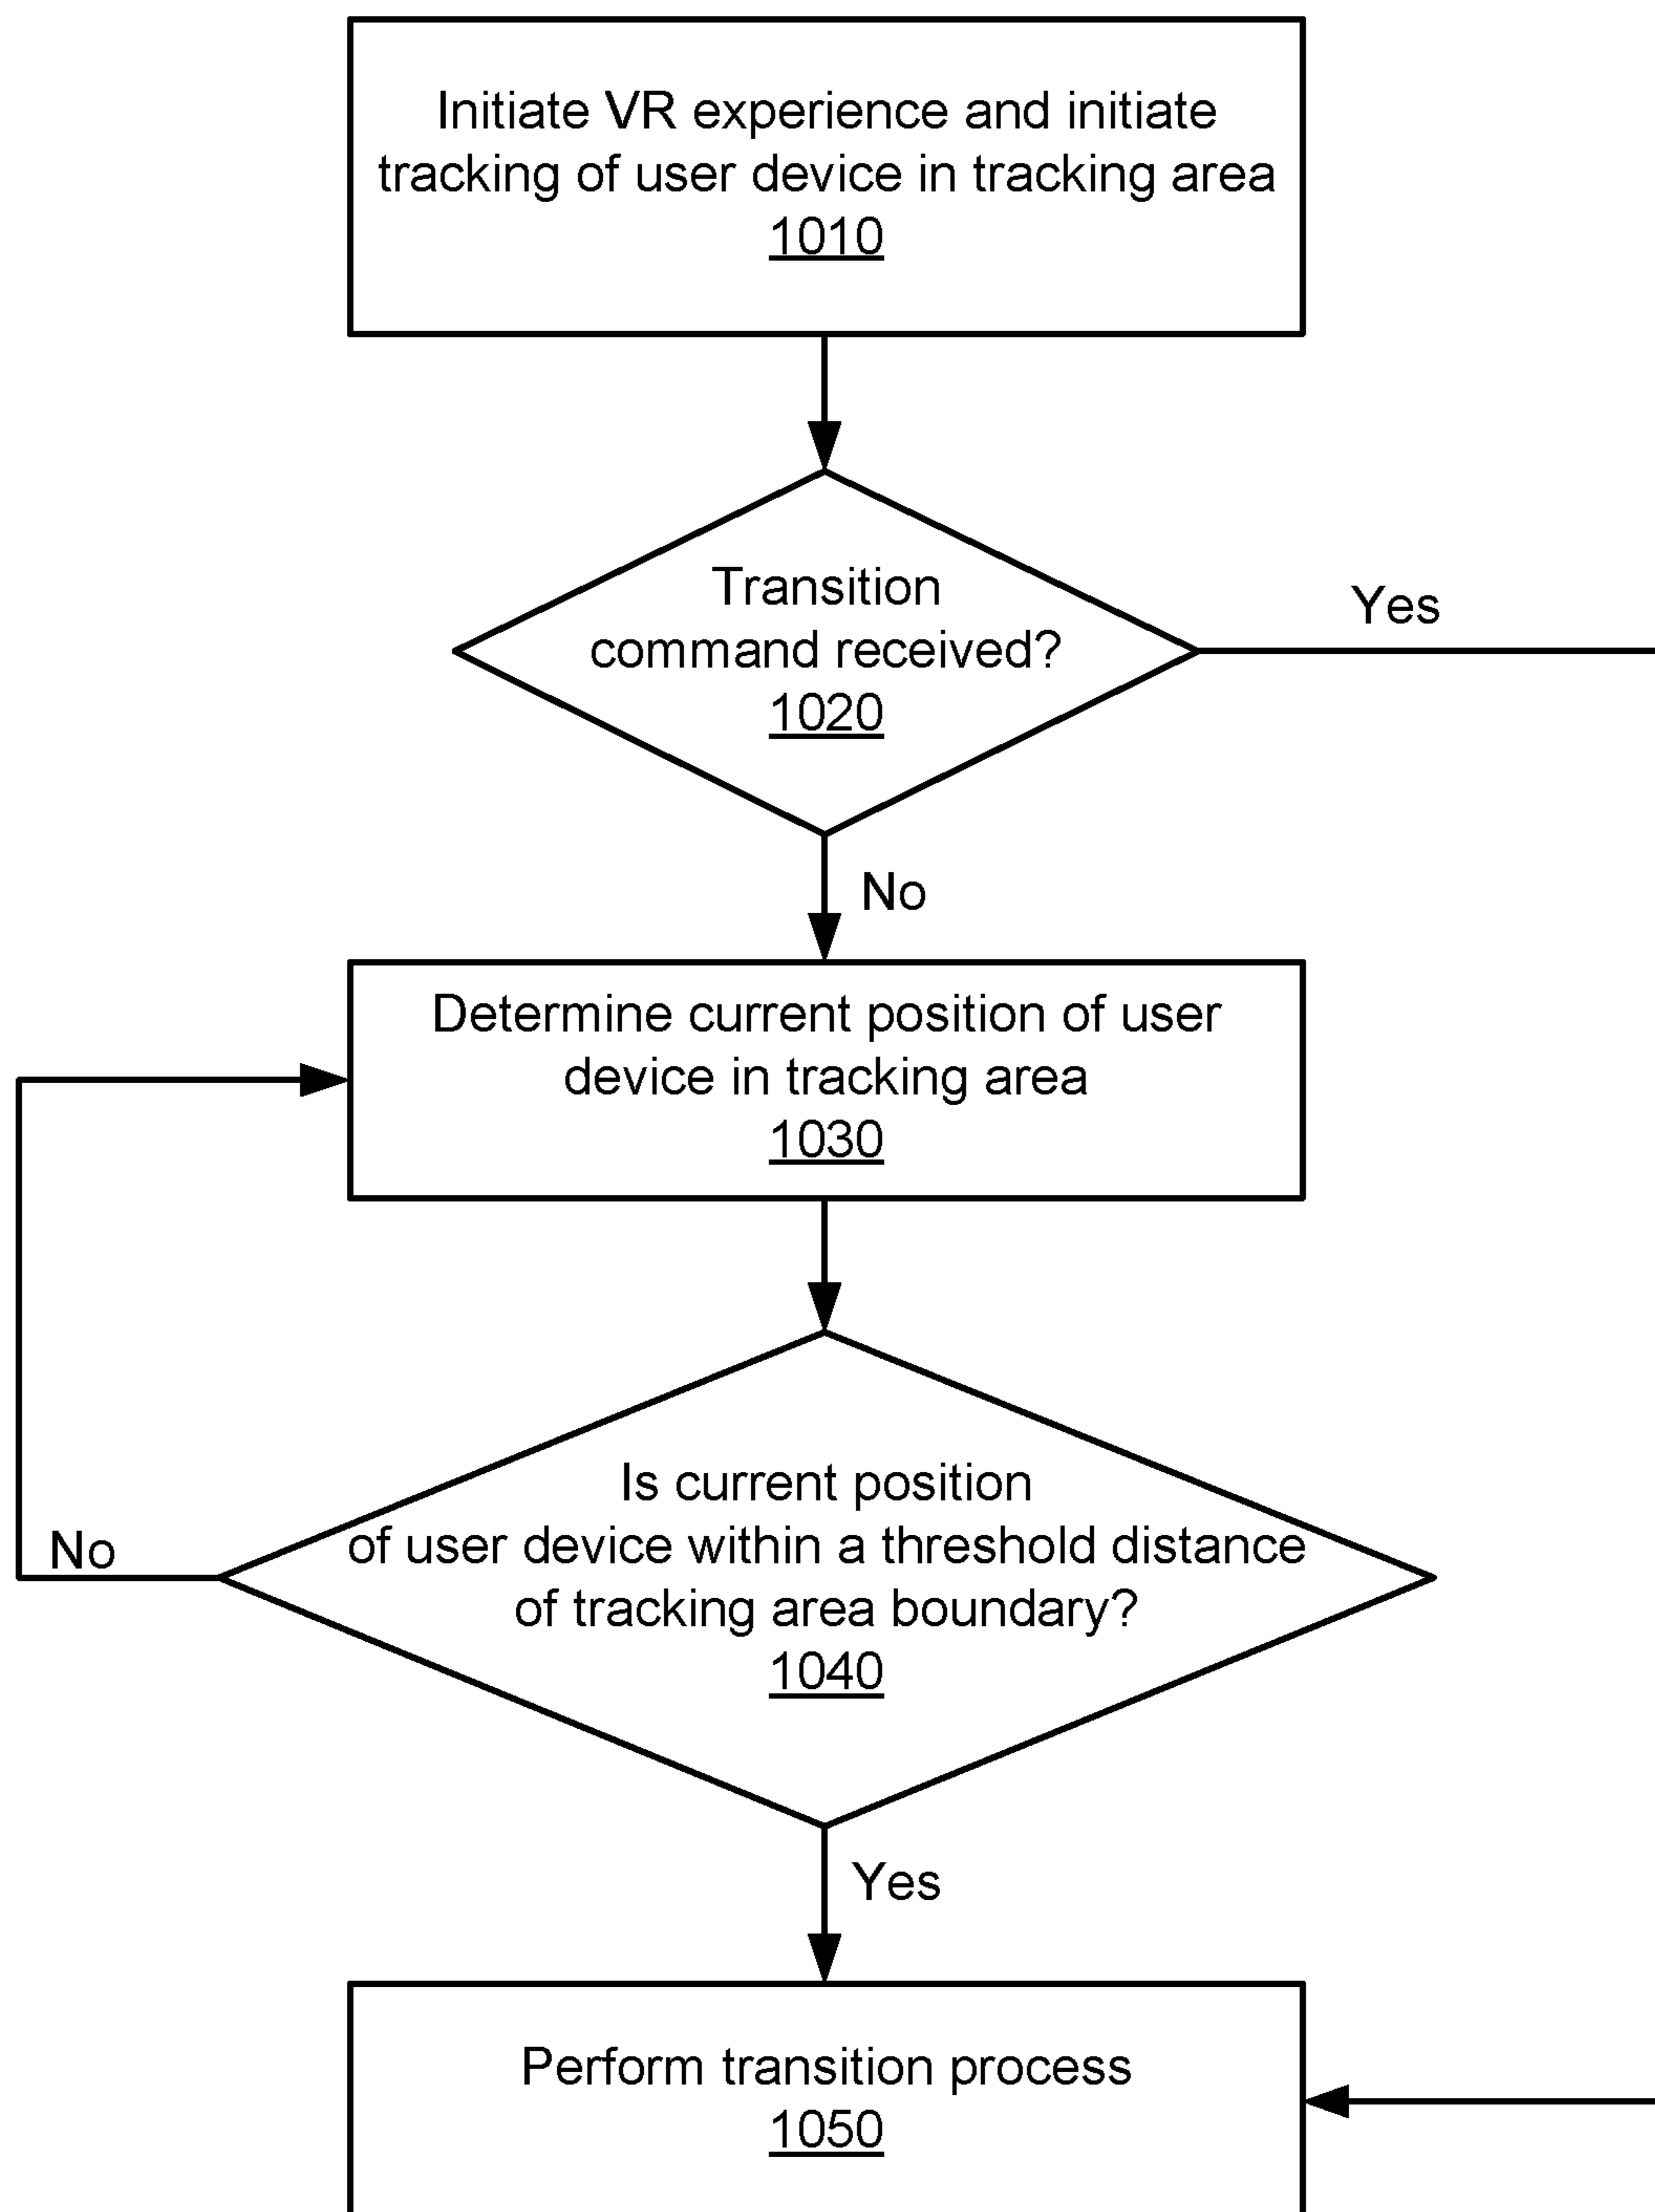 Initiate VR experience and initiate
tracking of user device in tracking area
1010
Transition
command received?
1020
Yes
No
Determine current position of user
device in tracking area
1030
Is current position
of user device within a threshold distance
of tracking area boundary?
1040
No
Yes
Perform transition process
1050